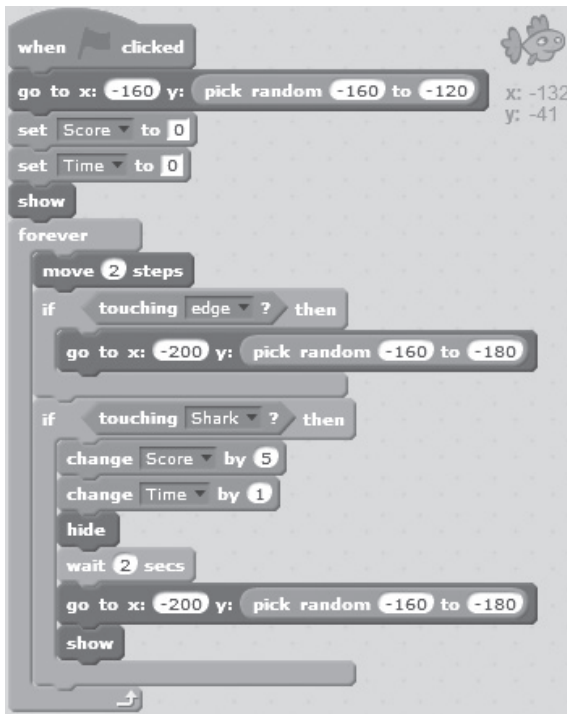 when clicked
go to x: -160 y: pick random -160 to -120
x: -132
y: -41
set Score to 0
set Time to 0
show
forever
move 2 steps
if touching edge ? then
go to x: -200 y: pick random -160 to -180
if touching Shark ? then
change Score by 5
change Time by 1
hide
wait 2 secs
go to x: -200 y: pick random -160 to -180
show